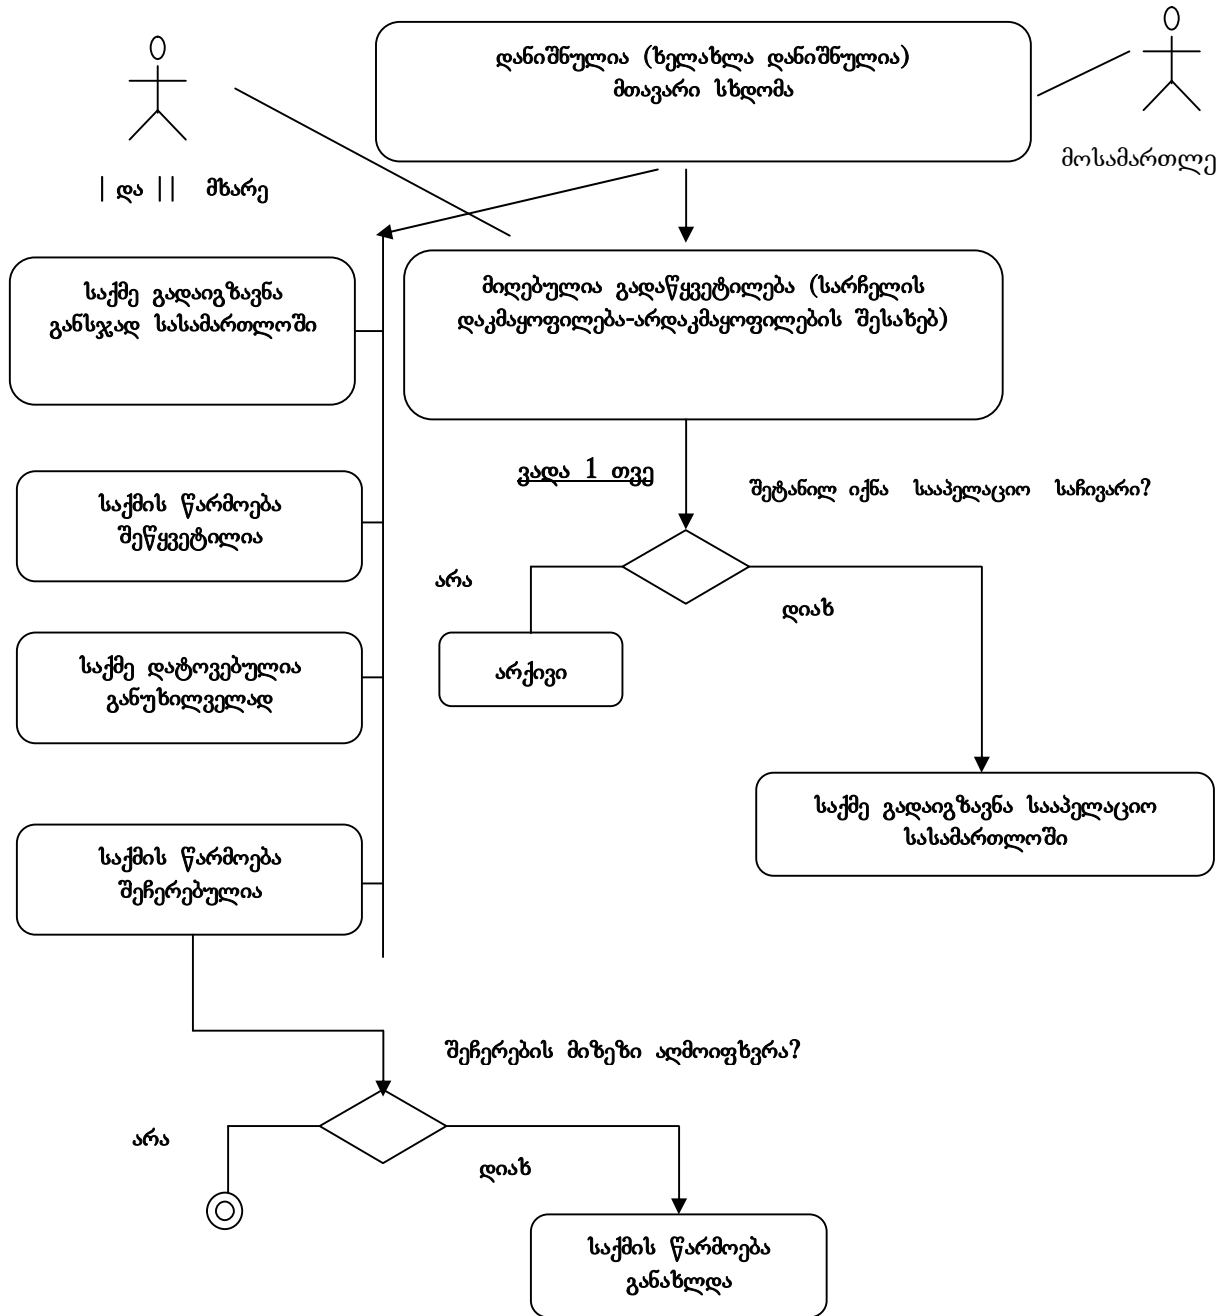 დანიშნულია (ხელახლა დანიშნულია)
მთავარი სხდომა
მოსამართლე
| და || მხარე
საქმე გადაიგზავნა
განსჯად სასამართლოში
მიღებულია გადაწყვეტილება (სარჩელის
დაკმაყოფილება-არდაკმაყოფილების შესახებ)
ვადა 1 თვე
შეტანილ იქნა სააპელაციო საჩივარი?
საქმის წარმოება
შეწყვეტილია
არა
დიახ
საქმე დატოვებულია
განუხილველად
არქივი
საქმე გადაიგზავნა სააპელაციო
სასამართლოში
საქმის წარმოება
შეჩერებულია
შეჩერების მიზეზი აღმოიფხვრა?
არა
დიახ
საქმის წარმოება
განახლდა